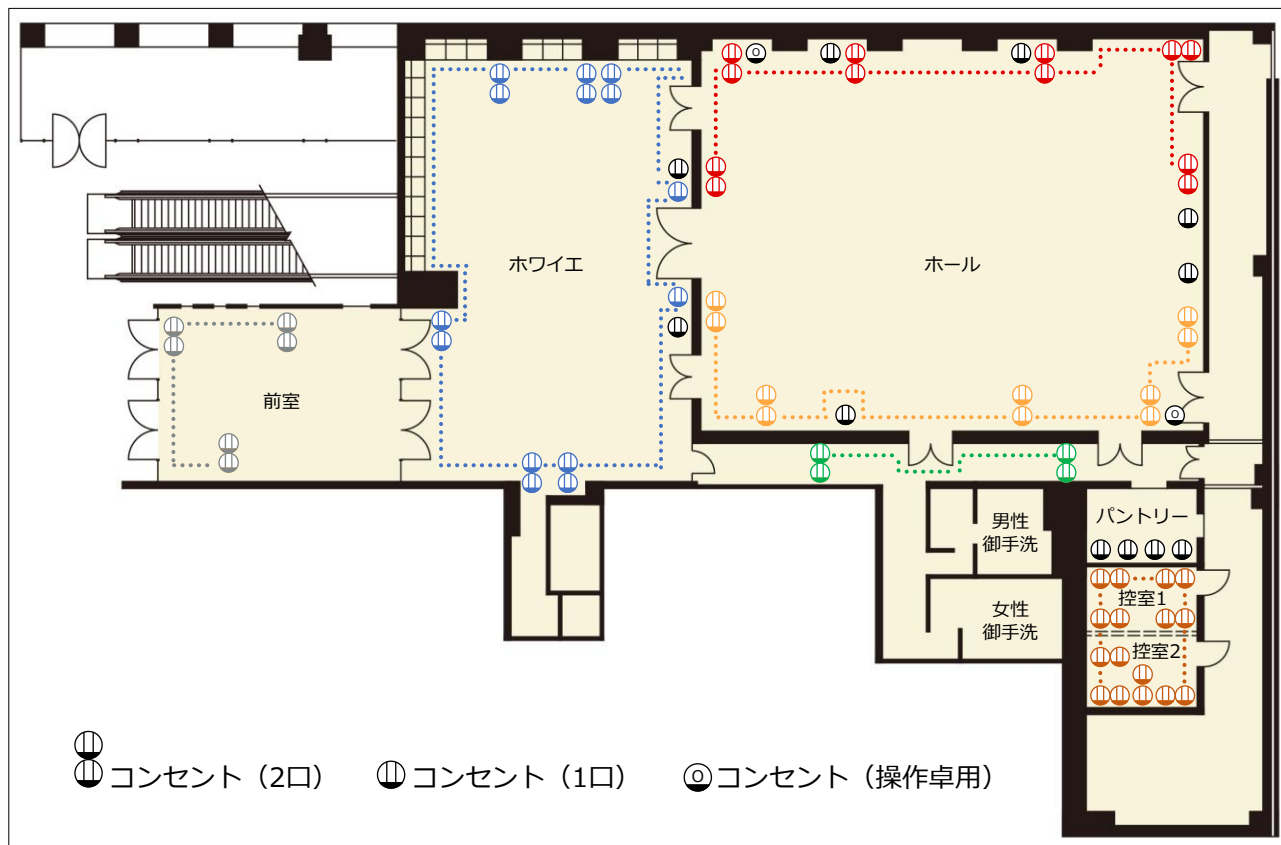 ホワイエ
ホール
前室
パントリー
男性
御手洗
控室1
女性
御手洗
控室2
コンセント（2口）
コンセント（1口）
コンセント（操作卓用）